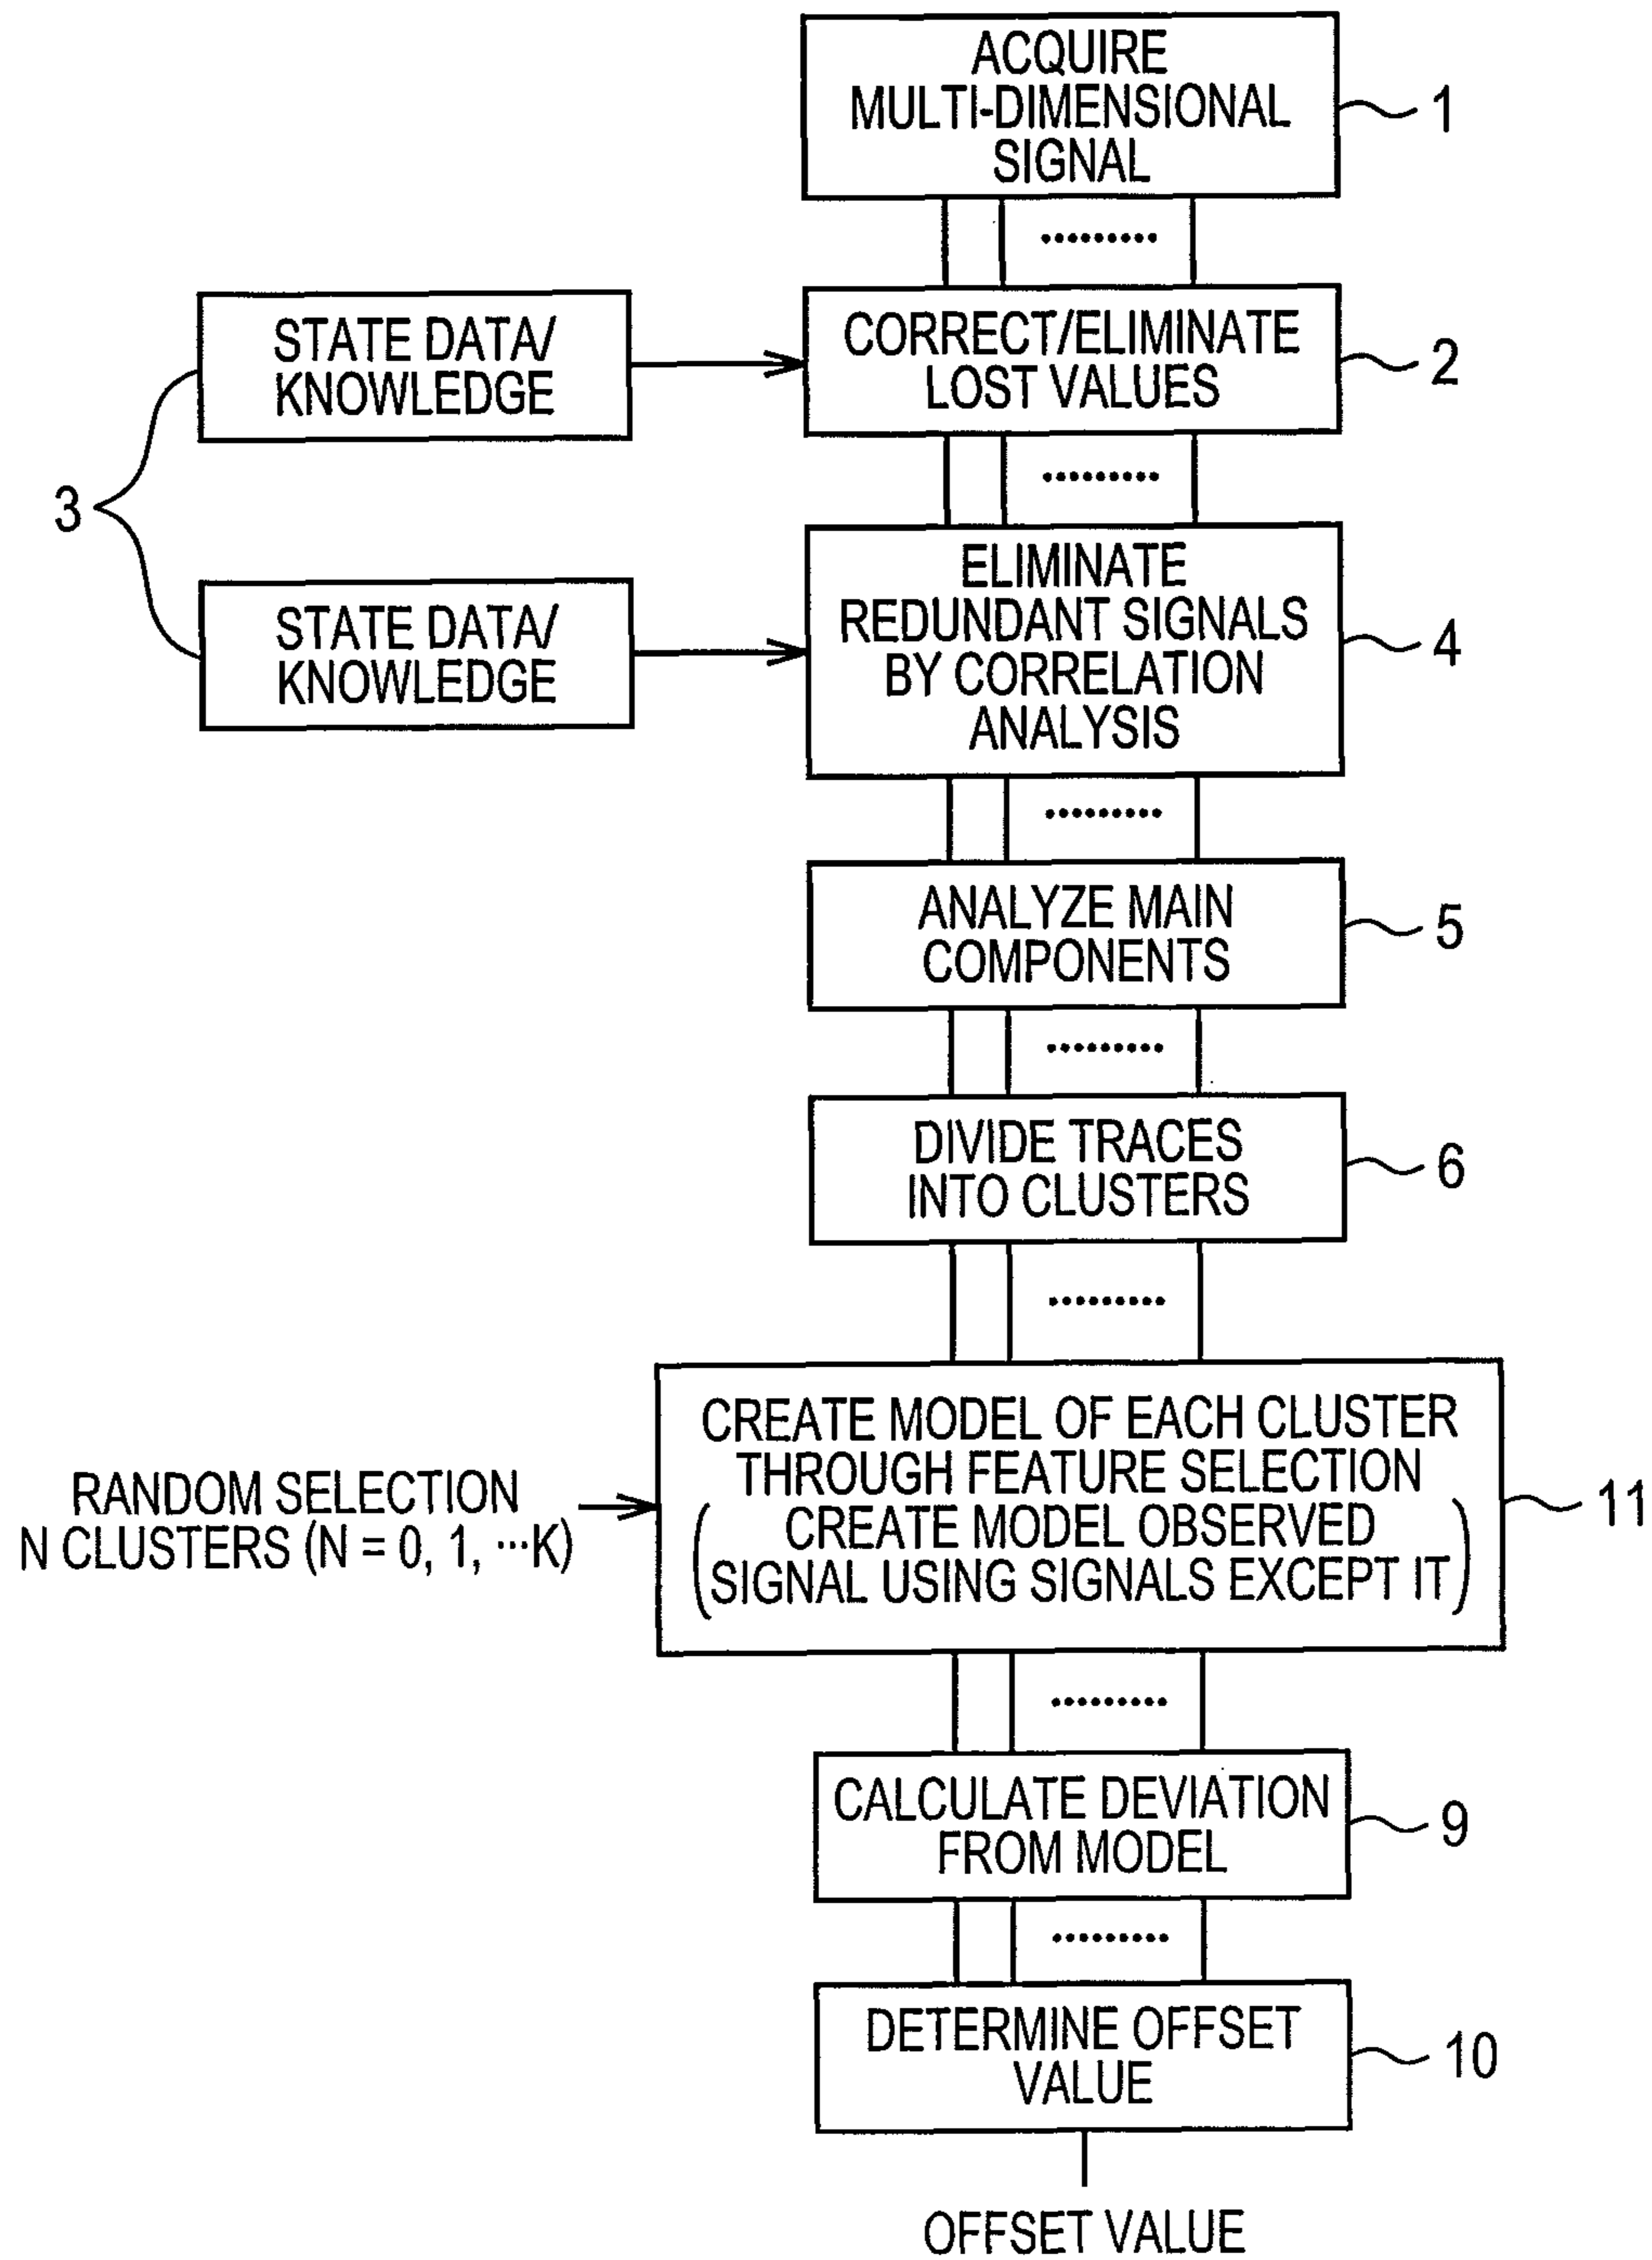 ACQUIRE
MULTI-DIMENSIONAL
SIGNAL
1
STATE DATA/
KNOWLEDGE
CORRECT/ELIMINATE
LOST VALUES
2
3
STATE DATA/
KNOWLEDGE
ELIMINATE
REDUNDANT SIGNALS
BY CORRELATION
ANALYSIS
4
ANALYZE MAIN
COMPONENTS
5
DIVIDE TRACES
INTO CLUSTERS
6
RANDOM SELECTION
N CLUSTERS (N = 0, 1, ···K)
CREATE MODEL OF EACH CLUSTER
THROUGH FEATURE SELECTION
(CREATE MODEL OBSERVED
SIGNAL USING SIGNALS EXCEPT IT)
11
CALCULATE DEVIATION
FROM MODEL
9
DETERMINE OFFSET
VALUE
10
OFFSET VALUE